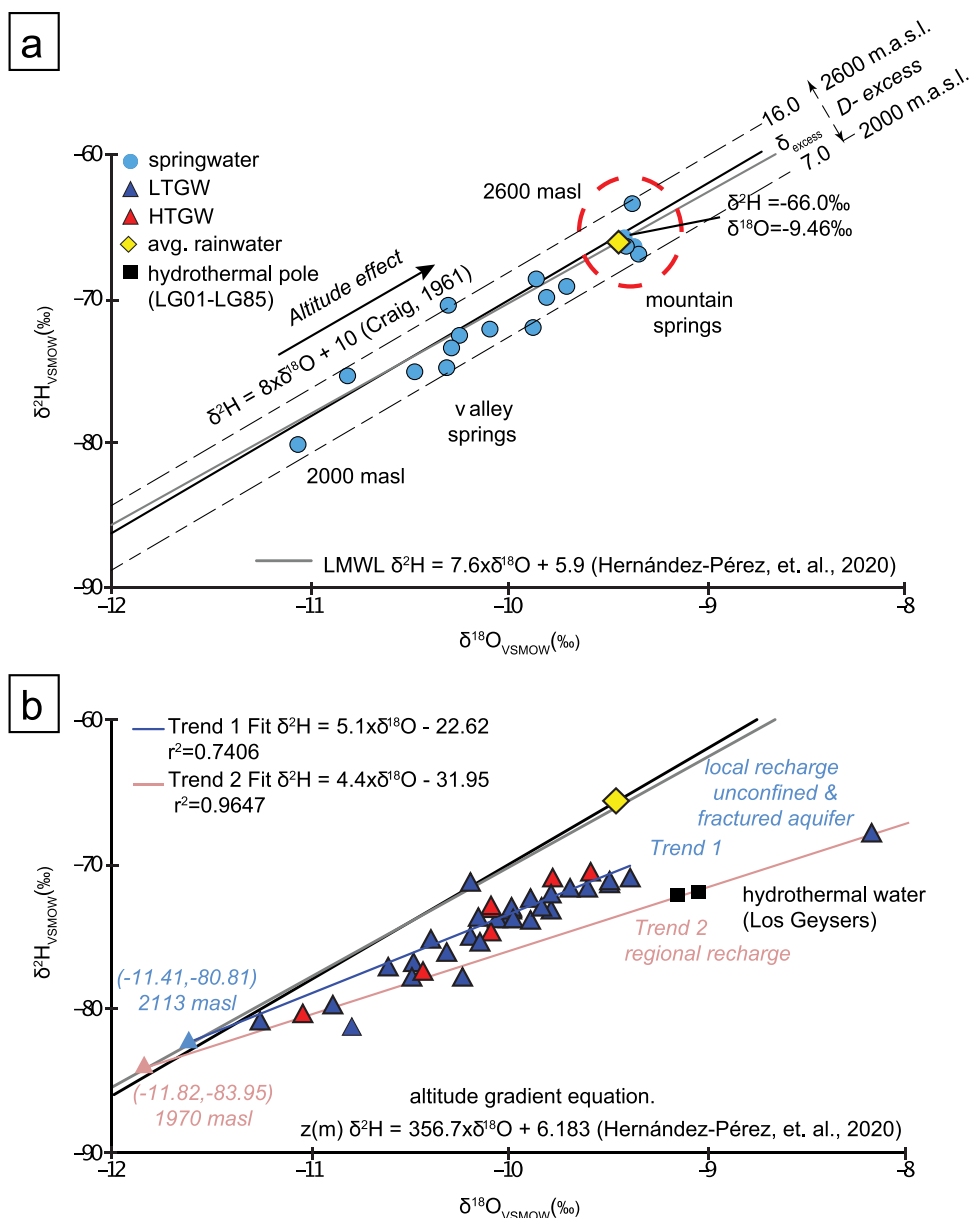 a
2600 m.a.s.l.
D- excess
2000 m.a.s.l.
16.0
δexcess
7.0
−60
springwater
LTGW
HTGW
avg. rainwater
hydrothermal pole
(LG01-LG85)
2600 masl
δ²H =-66.0‰
δ¹⁸O=-9.46‰
Altitude effect
δ²H = 8xδ¹⁸O + 10 (Craig, 1961)
mountain
springs
−70
δ²H_VSMOW(‰)
valley
springs
−80
2000 masl
LMWL δ²H = 7.6xδ¹⁸O + 5.9 (Hernández-Pérez, et. al., 2020)
−90
−12
−11
−10
−9
−8
δ¹⁸O_VSMOW(‰)
b
−60
Trend 1 Fit δ²H = 5.1xδ¹⁸O - 22.62
r²=0.7406
Trend 2 Fit δ²H = 4.4xδ¹⁸O - 31.95
r²=0.9647
local recharge
unconfined &
fractured aquifer
Trend 1
−70
hydrothermal water
(Los Geysers)
Trend 2
regional recharge
δ²H_VSMOW(‰)
(-11.41,-80.81)
2113 masl
−80
(-11.82,-83.95)
1970 masl
altitude gradient equation.
z(m) δ²H = 356.7xδ¹⁸O + 6.183 (Hernández-Pérez, et. al., 2020)
−90
−12
−11
−10
−9
−8
δ¹⁸O_VSMOW(‰)